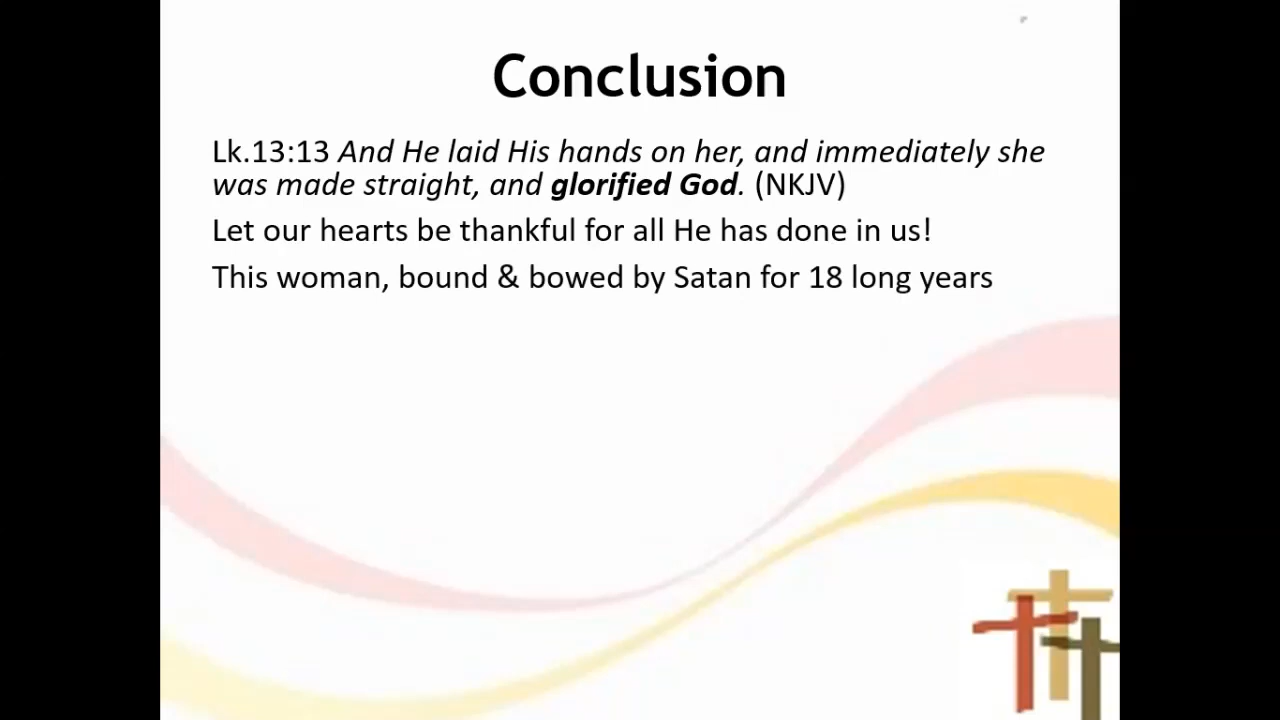 Conclusion
Lk.13:13 And He laid His hands on her, and immediately she
was made straight, and glorified God. (NKJV)
Let our hearts be thankful for all He has done in us!
This woman, bound & bowed by Satan for 18 long years